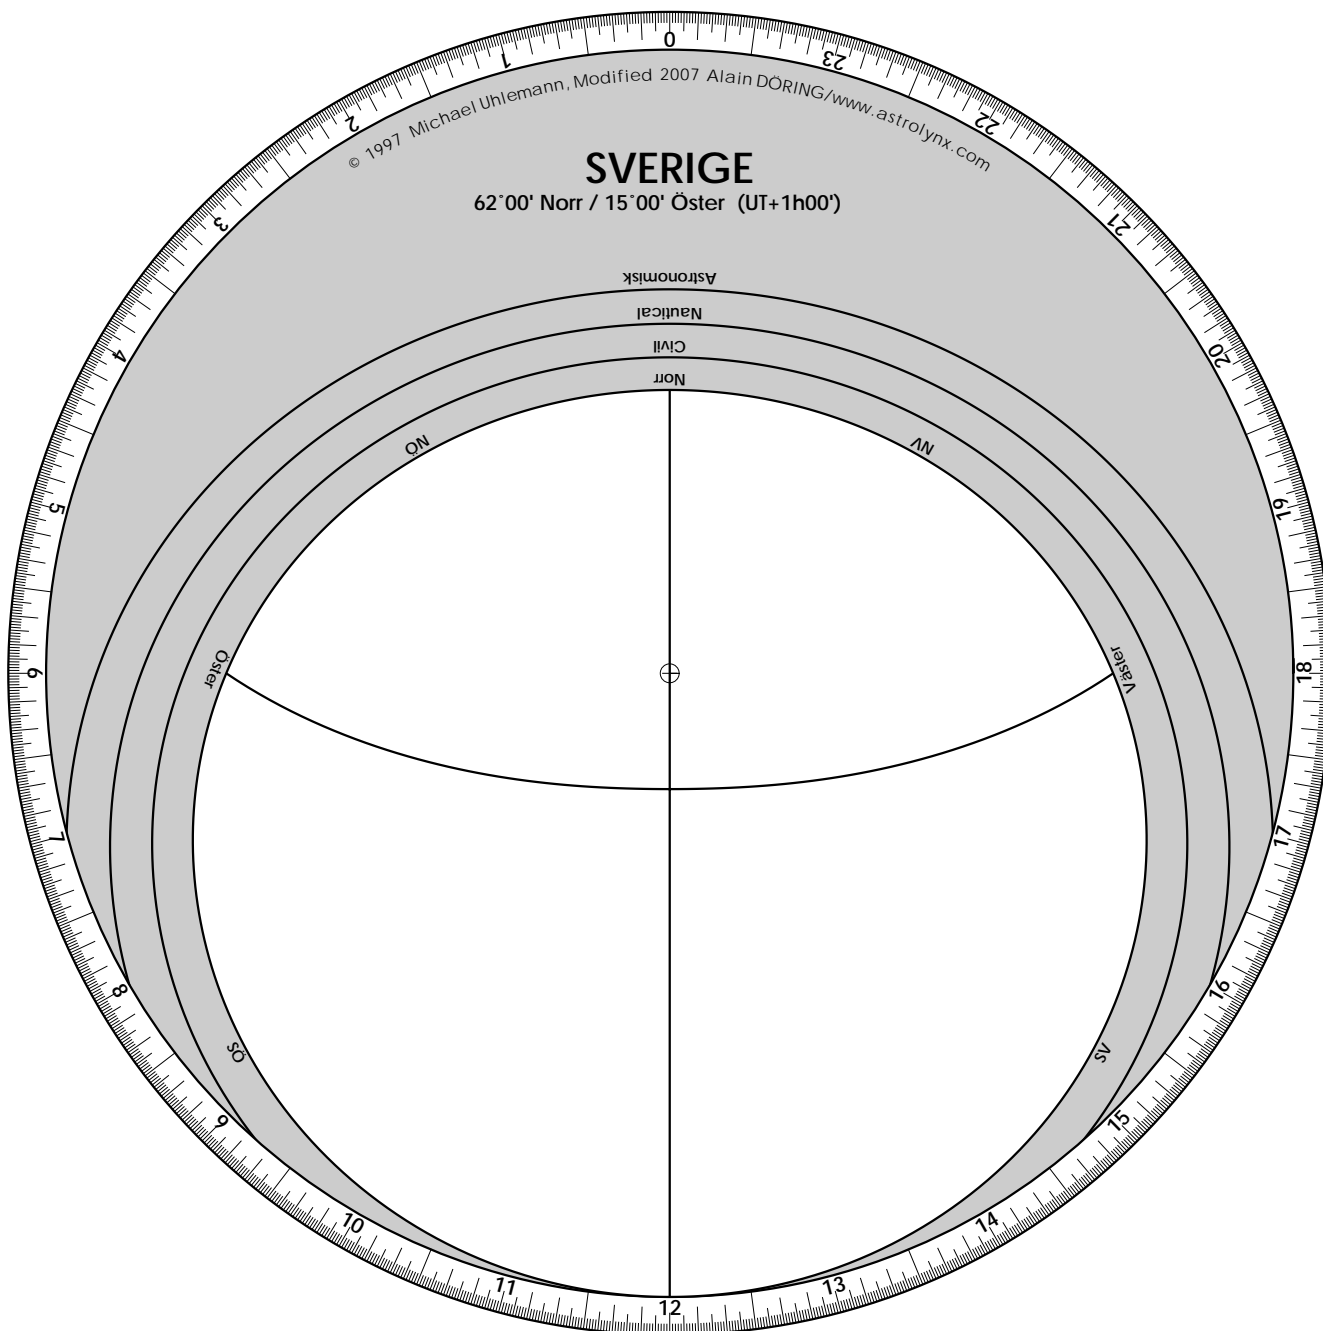 0
23
22
21
20
19
18
17
16
15
14
13
12
11
10
9
8
7
6
5
4
3
2
1
© 1997 Michael Uhlemann, Modified 2007 Alain DÖRING/www.astrolynx.com
SVERIGE
62°00' Norr / 15°00' Öster (UT+1h00')
Astronomisk
Nautical
Civil
Norr
NÖ
NV
Öster
Väster
SÖ
SV